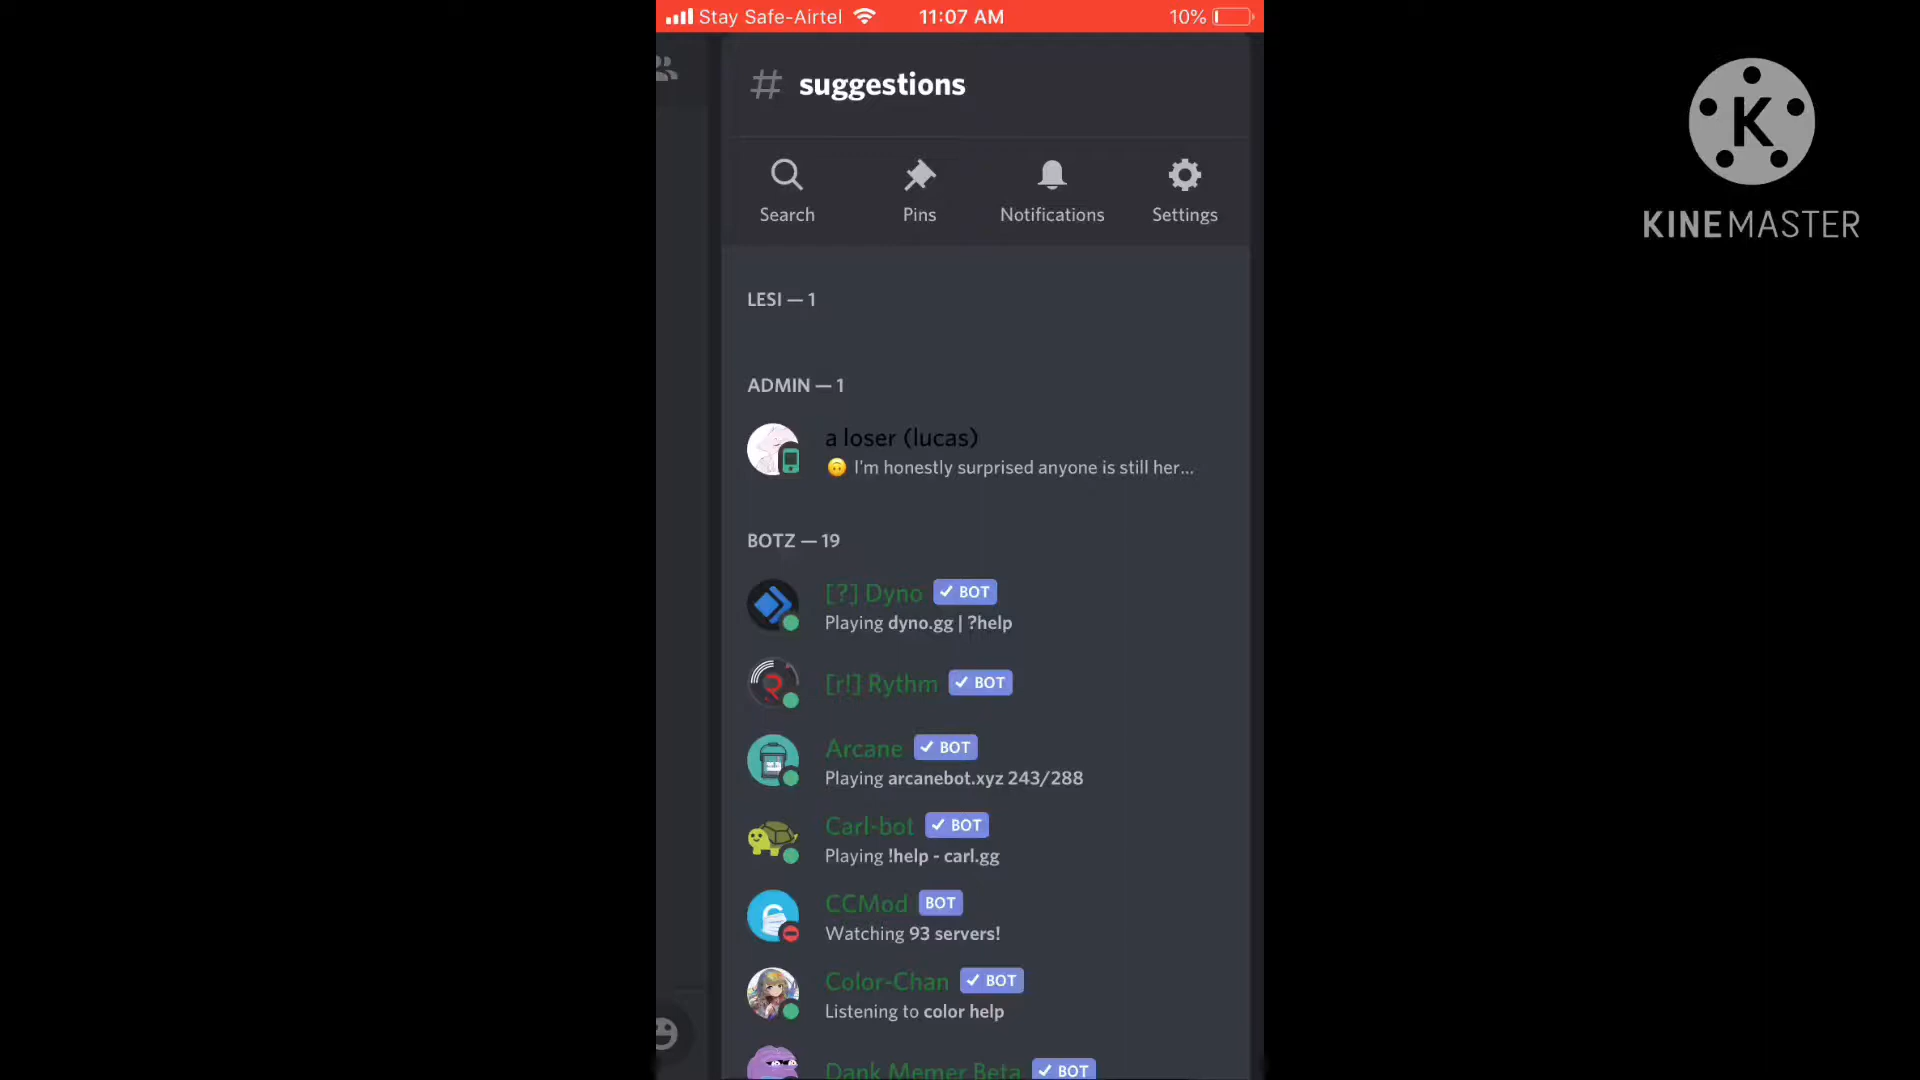 Stay Safe-Airtel 11:07 AM 10%
# suggestions
Search Pins Notifications Settings
LESI — 1
ADMIN — 1
a loser (lucas)
🙃 I'm honestly surprised anyone is still her...
BOTZ — 19
[?] Dyno ✓ BOT
Playing dyno.gg | ?help
[r!] Rythm ✓ BOT
Arcane ✓ BOT
Playing arcanebot.xyz 243/288
Carl-bot ✓ BOT
Playing !help - carl.gg
CCMod BOT
Watching 93 servers!
Color-Chan ✓ BOT
Listening to color help
Dank Memer Beta ✓ BOT
K
KINEMASTER